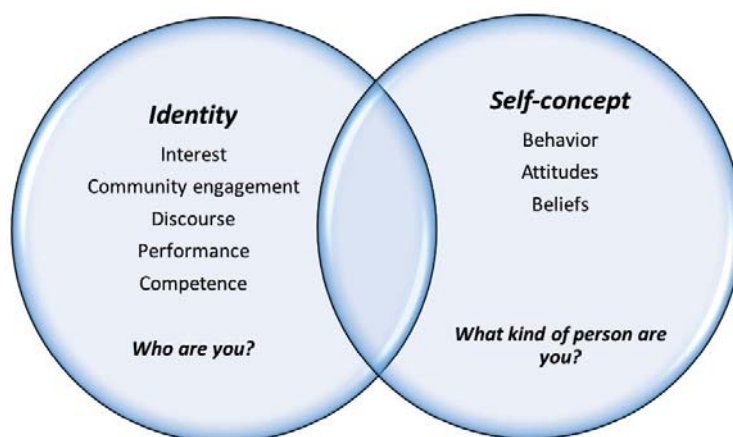 Identity
Interest
Community engagement
Discourse
Performance
Competence
Who are you?
Self-concept
Behavior
Attitudes
Beliefs
What kind of person are
you?